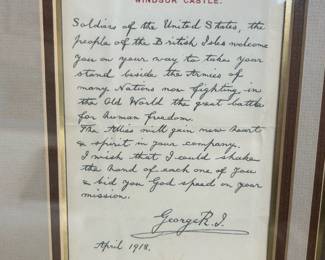 WINDSOR CASTLE.
Soldiers of the United States, the
people of the British Isles welcome
you on your way to take your
stand beside the Armies of
many Nations now fighting in
the Old World the great battle
for human freedom.
The Allies will gain new heart
& spirit in your company.
I wish that I could shake
the hand of each one of you
& bid you God speed on your
mission.
George R.I.
April 1918.